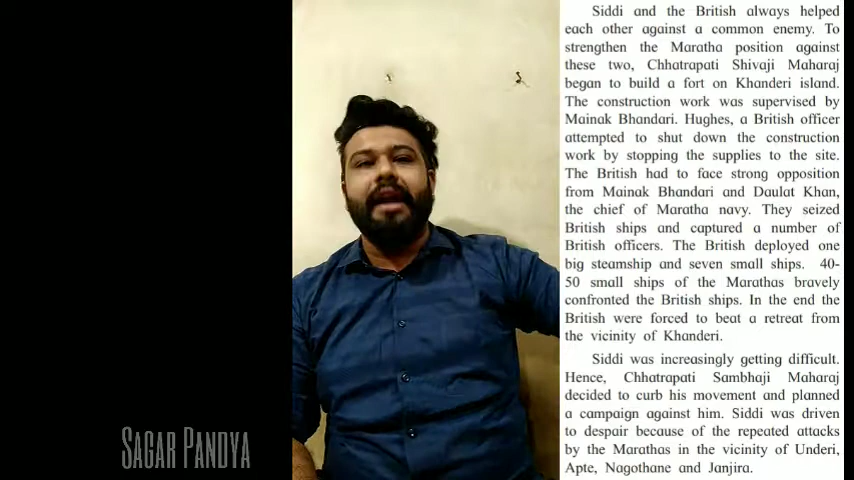 Siddi and the British always helped
each other against a common enemy. To
strengthen the Maratha position against
these two, Chhatrapati Shivaji Maharaj
began to build a fort on Khanderi island.
The construction work was supervised by
Mainak Bhandari. Hughes, a British officer
attempted to shut down the construction
work by stopping the supplies to the site.
The British had to face strong opposition
from Mainak Bhandari and Daulat Khan,
the chief of Maratha navy. They seized
British ships and captured a number of
British officers. The British deployed one
big steamship and seven small ships. 40-
50 small ships of the Marathas bravely
confronted the British ships. In the end the
British were forced to beat a retreat from
the vicinity of Khanderi.
Siddi was increasingly getting difficult.
Hence, Chhatrapati Sambhaji Maharaj
decided to curb his movement and planned
a campaign against him. Siddi was driven
to despair because of the repeated attacks
by the Marathas in the vicinity of Underi,
Apte, Nagothane and Janjira.
SAGAR PANDYA